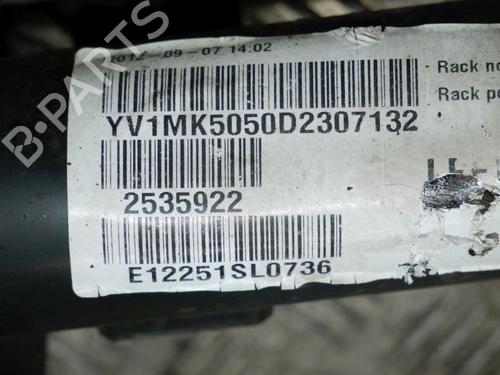 2012-09-07 14:02
Rack no
YV1MK5050D2307132
Rack po
2535922
E12251SL0736
B-PARTS